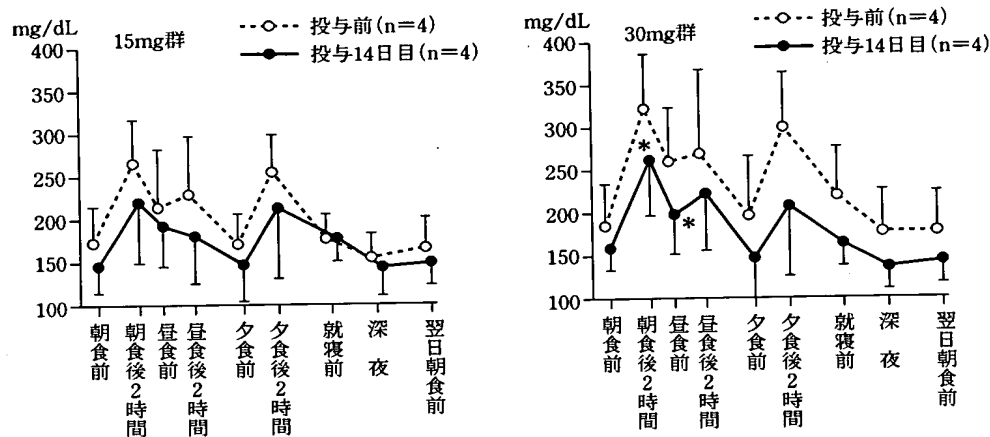 mg/dL
15mg群
投与前(n=4)
投与14日目(n=4)
400
350
300
250
200
150
100
朝食前
朝食後2時間
昼食前
昼食後2時間
夕食前
夕食後2時間
就寝前
深夜
翌日朝食前
mg/dL
30mg群
投与前(n=4)
投与14日目(n=4)
400
350
300
250
200
150
100
*
*
朝食前
朝食後2時間
昼食前
昼食後2時間
夕食前
夕食後2時間
就寝前
深夜
翌日朝食前